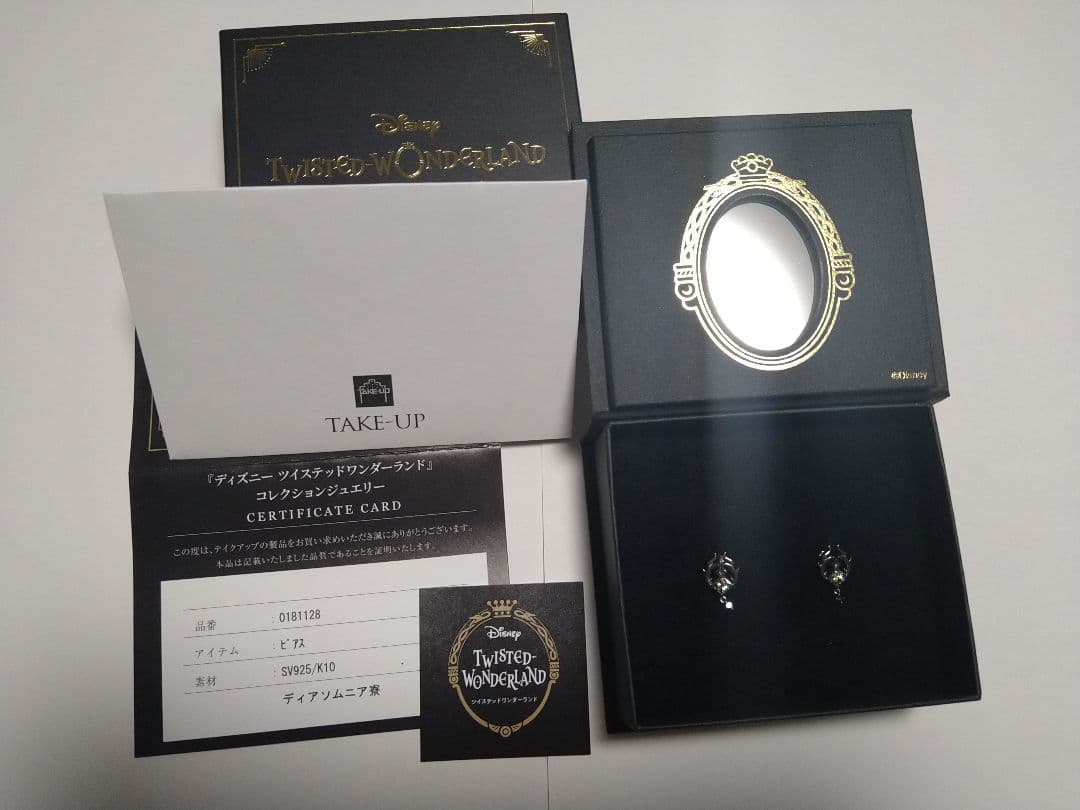 Disney
TWISTED-WONDERLAND
©Disney
TAKE-UP
TAKE-UP
『ディズニー ツイステッドワンダーランド』
コレクションジュエリー
CERTIFICATE CARD
この度は、テイクアップの製品をお買い求めいただき誠にありがとうございます。
本品は記載いたしました品質であることを証明いたします。
品番 : 0181128
アイテム : ピアス
素材 : SV925/K10
ディアソムニア寮
Disney
TWISTED-
WONDERLAND
ツイステッドワンダーランド